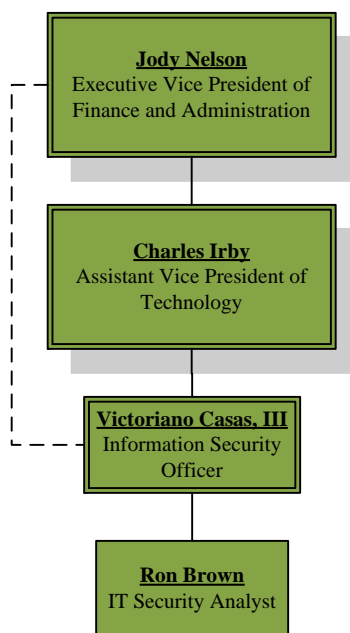 Jody Nelson
Executive Vice President of
Finance and Administration
Charles Irby
Assistant Vice President of
Technology
Victoriano Casas, III
Information Security
Officer
Ron Brown
IT Security Analyst